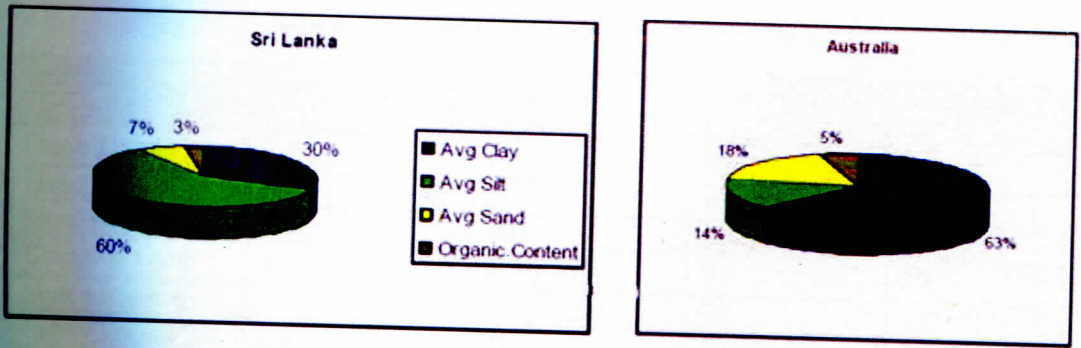 Sri Lanka
7%
3%
30%
60%
Avg Clay
Avg Silt
Avg Sand
Organic.Content
Australia
18%
5%
14%
63%